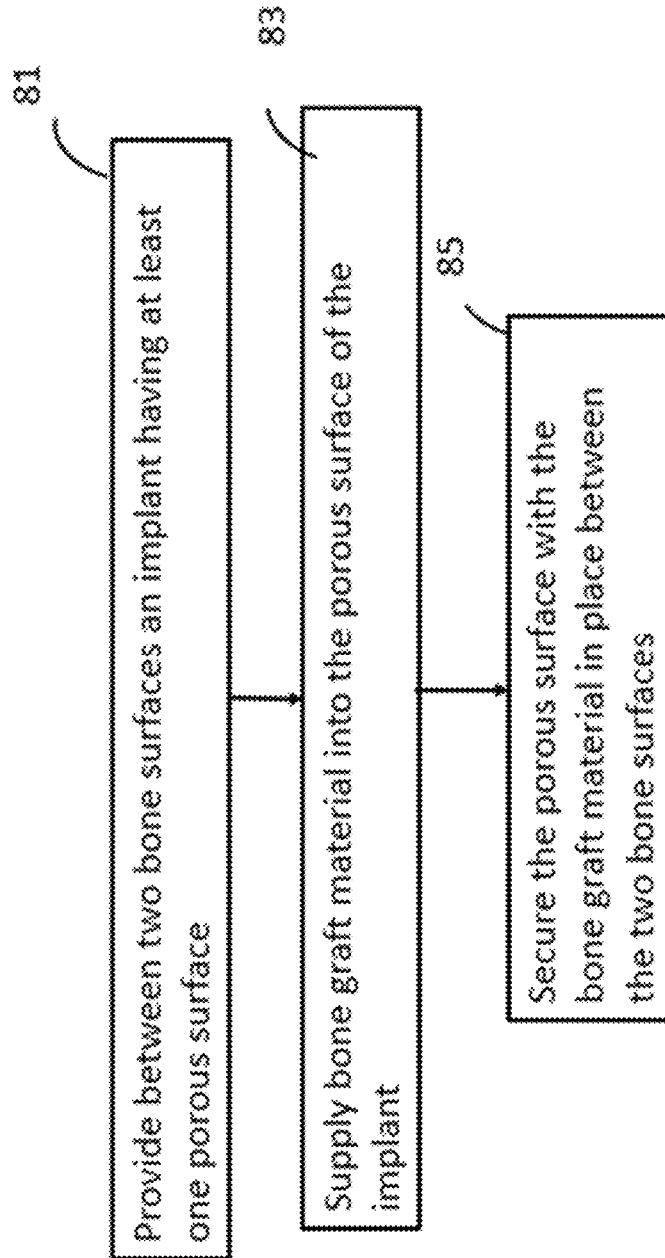 81
Provide between two bone surfaces an implant having at least
one porous surface
83
Supply bone graft material into the porous surface of the
implant
85
Secure the porous surface with the
bone graft material in place between
the two bone surfaces